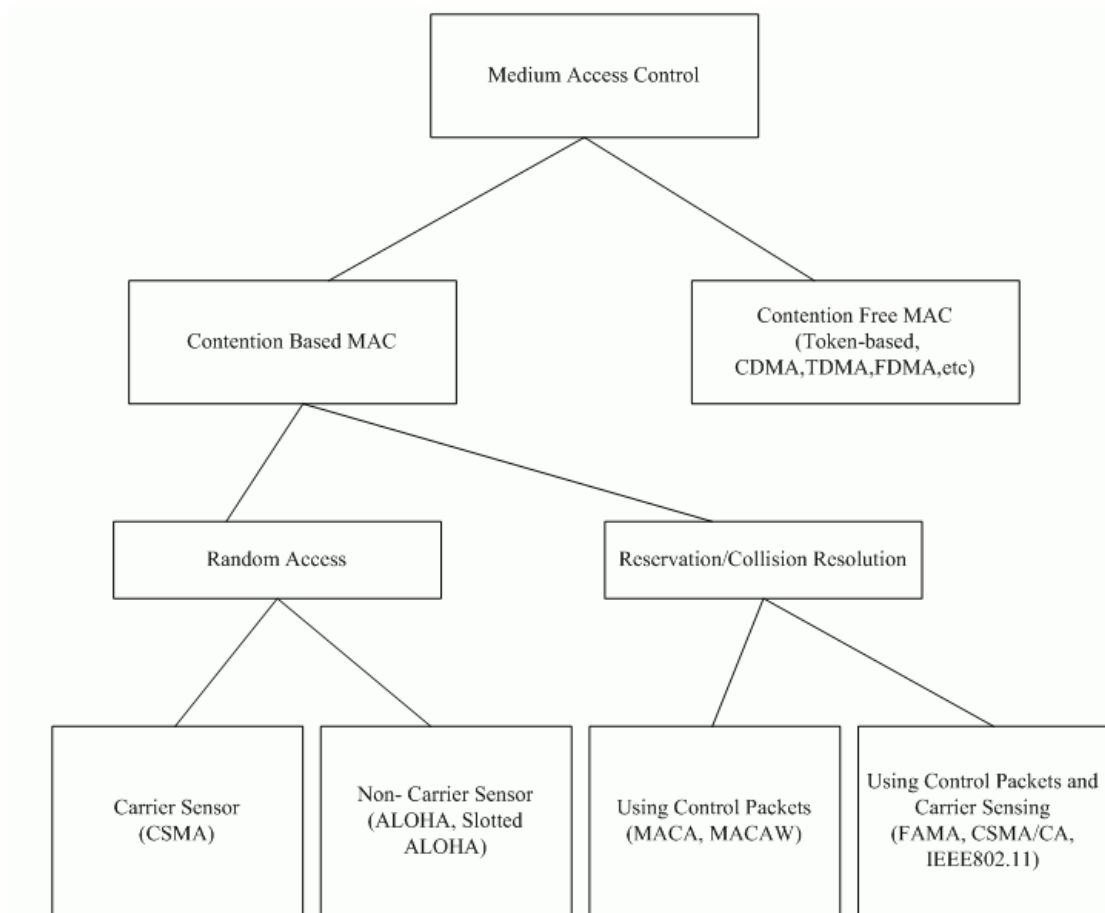 Medium Access Control
Contention Based MAC
Contention Free MAC
(Token-based,
CDMA,TDMA,FDMA,etc)
Random Access
Reservation/Collision Resolution
Carrier Sensor
(CSMA)
Non- Carrier Sensor
(ALOHA, Slotted
ALOHA)
Using Control Packets
(MACA, MACAW)
Using Control Packets and
Carrier Sensing
(FAMA, CSMA/CA,
IEEE802.11)